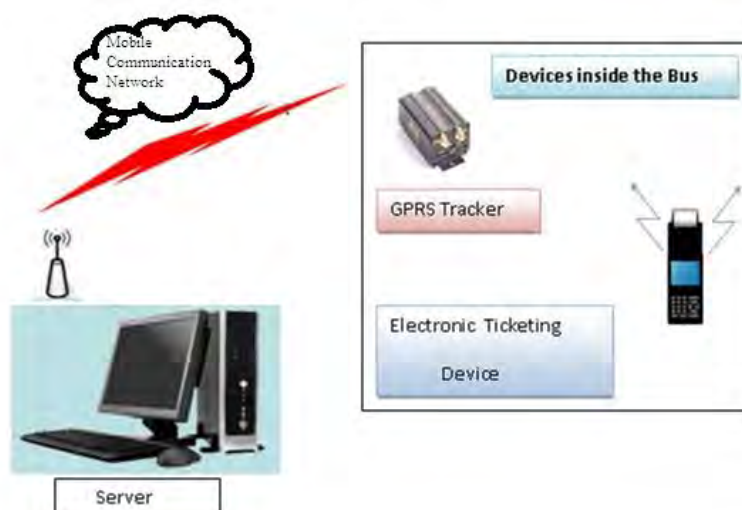 Mobile
Communication
Network
Devices inside the Bus
GPRS Tracker
Electronic Ticketing
Device
Server